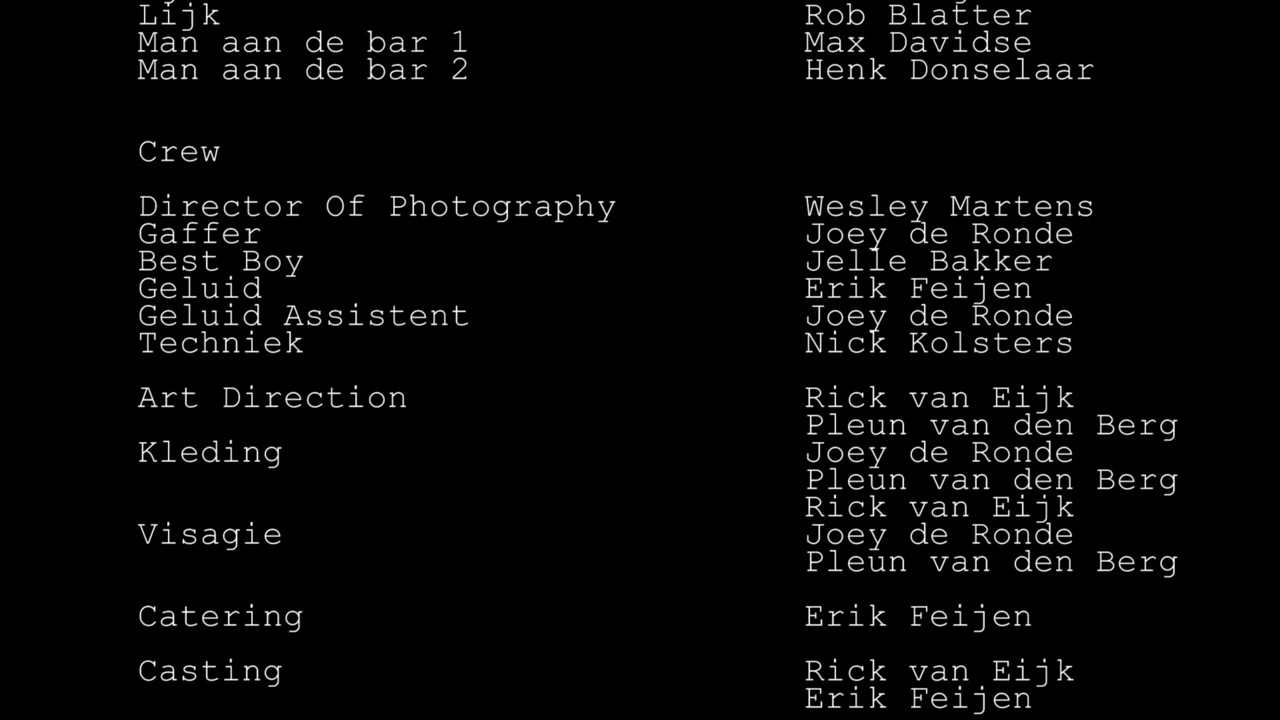 Lijk Rob Blatter
Man aan de bar 1 Max Davidse
Man aan de bar 2 Henk Donselaar
Crew
Director Of Photography Wesley Martens
Gaffer Joey de Ronde
Best Boy Jelle Bakker
Geluid Erik Feijen
Geluid Assistent Joey de Ronde
Techniek Nick Kolsters
Art Direction Rick van Eijk
Pleun van den Berg
Kleding Joey de Ronde
Pleun van den Berg
Rick van Eijk
Visagie Joey de Ronde
Pleun van den Berg
Catering Erik Feijen
Casting Rick van Eijk
Erik Feijen